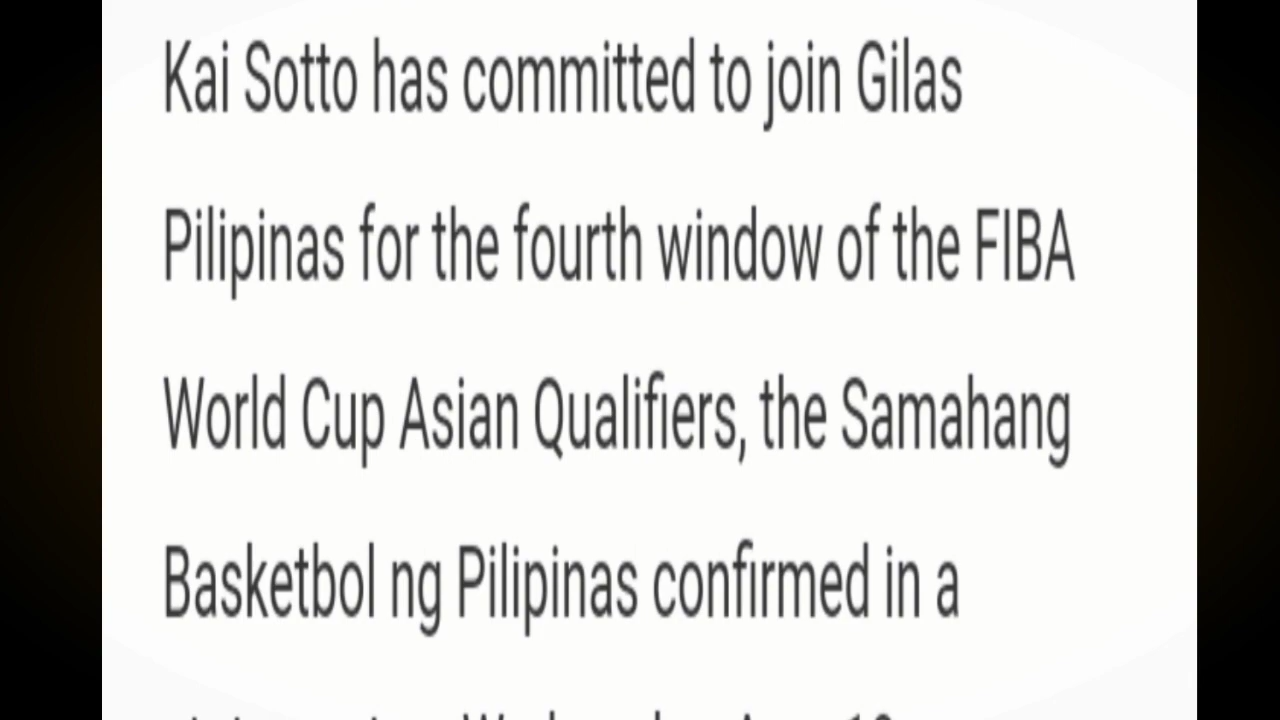 Kai Sotto has committed to join Gilas
Pilipinas for the fourth window of the FIBA
World Cup Asian Qualifiers, the Samahang
Basketbol ng Pilipinas confirmed in a